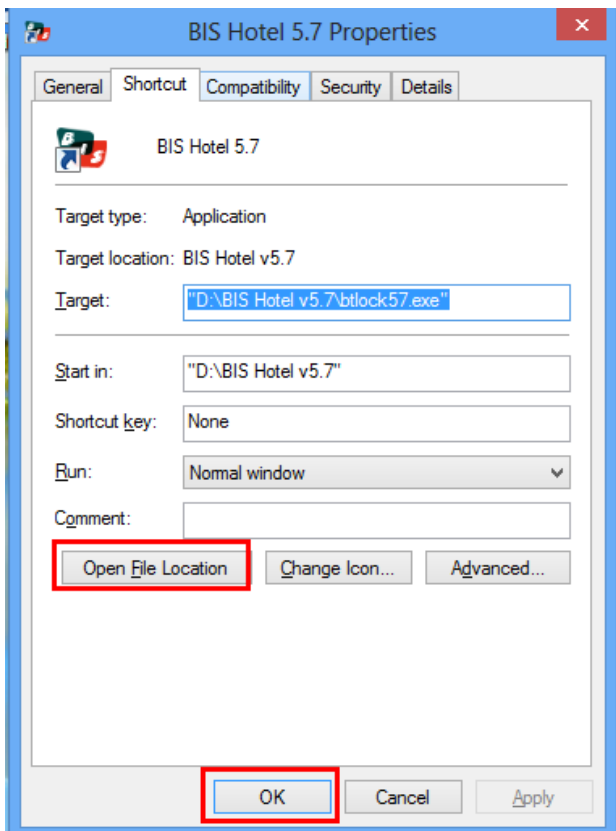 BIS Hotel 5.7 Properties
General Shortcut Compatibility Security Details
BIS BIS Hotel 5.7
Target type: Application
Target location: BIS Hotel v5.7
Target: "D:\BIS Hotel v5.7\btlock57.exe"
Start in: "D:\BIS Hotel v5.7"
Shortcut key: None
Run: Normal window
Comment:
Open File Location Change Icon... Advanced...
OK Cancel Apply